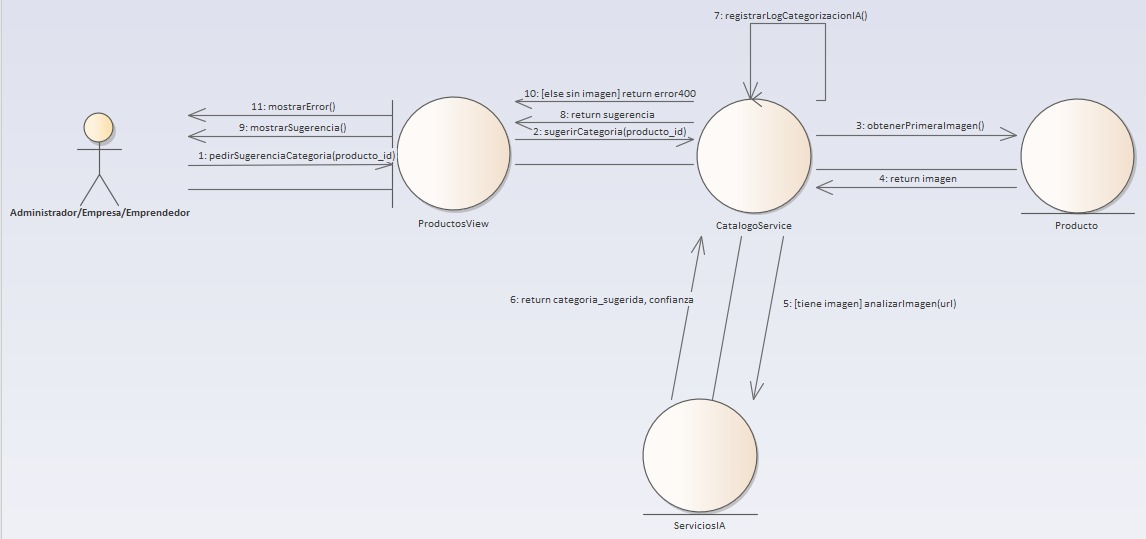 7: registrarLogCategorizacionIA()
10: [else sin imagen] return error400
11: mostrarError()
8: return sugerencia
9: mostrarSugerencia()
2: sugerirCategoria(producto_id)
3: obtenerPrimeraImagen()
1: pedirSugerenciaCategoria(producto_id)
4: return imagen
Administrador/Empresa/Emprendedor
ProductosView
CatalogoService
Producto
6: return categoria_sugerida, confianza
5: [tiene imagen] analizarImagen(url)
ServiciosIA